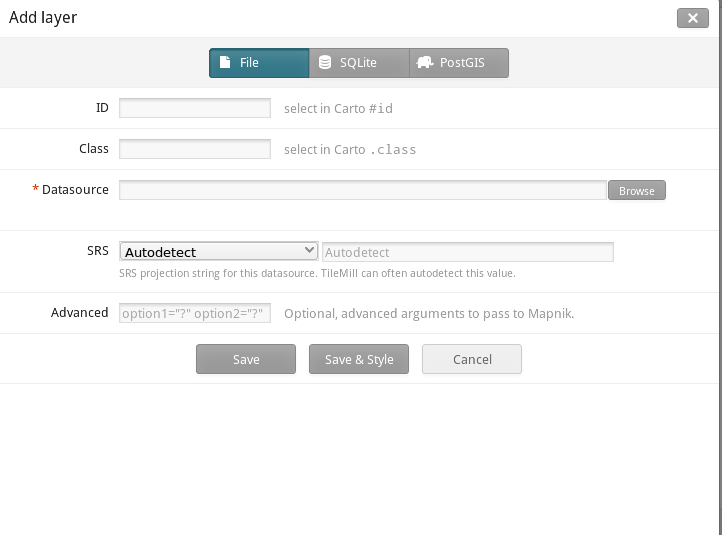 Add layer
File SQLite PostGIS
ID select in Carto #id
Class select in Carto .class
* Datasource Browse
SRS Autodetect Autodetect
SRS projection string for this datasource. TileMill can often autodetect this value.
Advanced option1="?" option2="?" Optional, advanced arguments to pass to Mapnik.
Save Save & Style Cancel